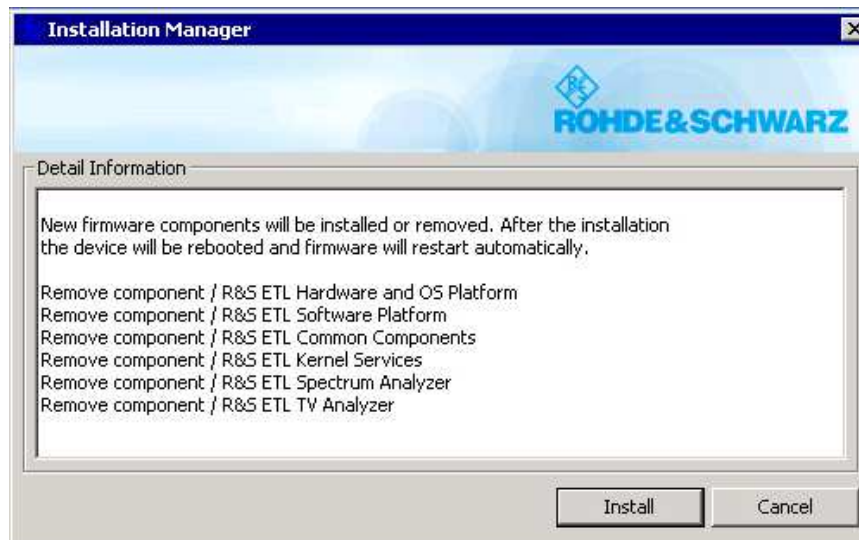 Installation Manager
R&S
ROHDE&SCHWARZ
Detail Information
New firmware components will be installed or removed. After the installation
the device will be rebooted and firmware will restart automatically.
Remove component / R&S ETL Hardware and OS Platform
Remove component / R&S ETL Software Platform
Remove component / R&S ETL Common Components
Remove component / R&S ETL Kernel Services
Remove component / R&S ETL Spectrum Analyzer
Remove component / R&S ETL TV Analyzer
Install
Cancel